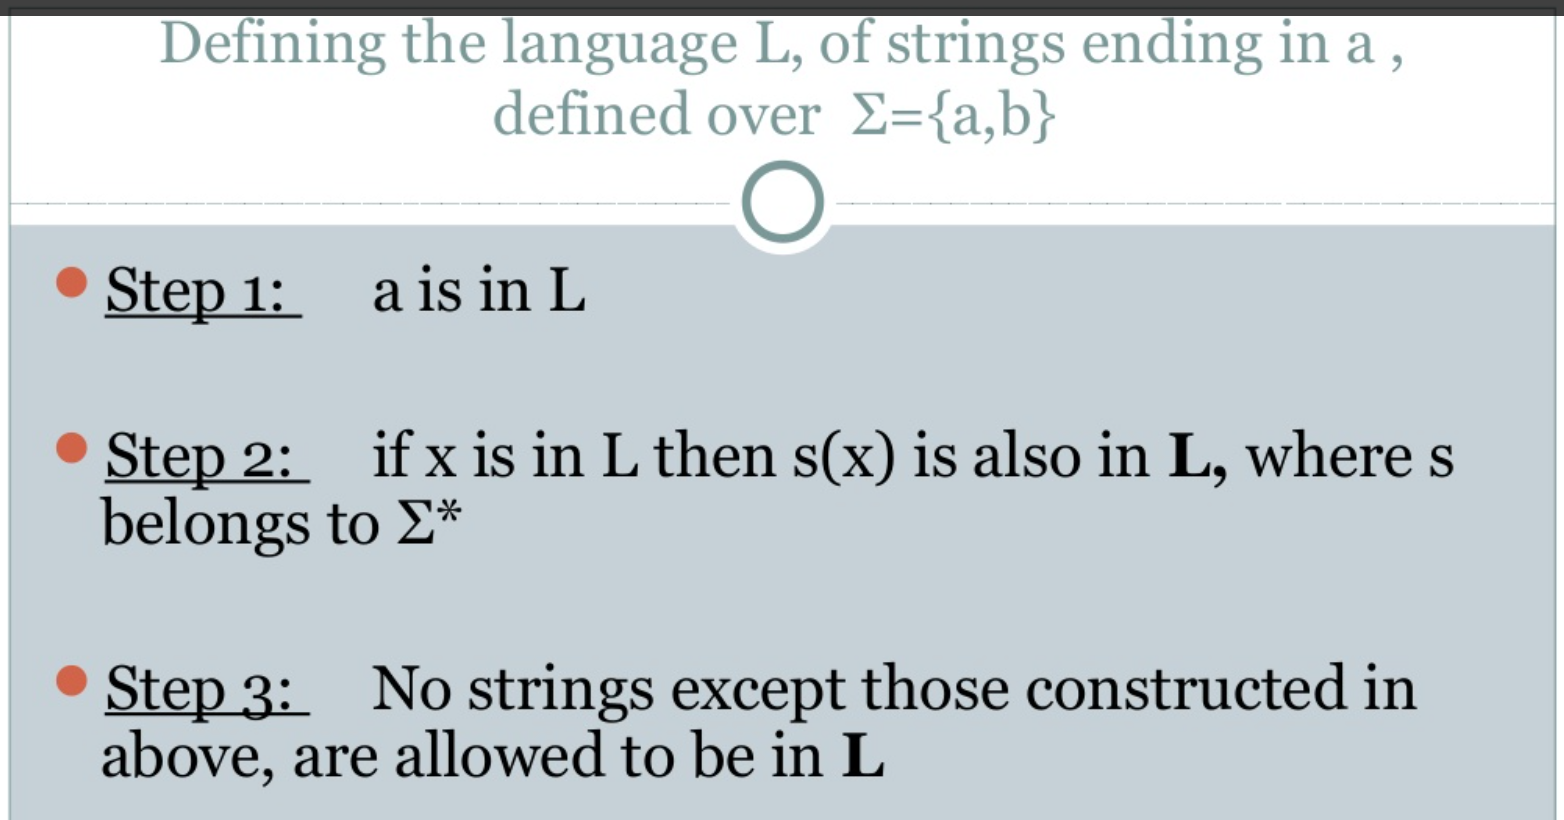 Defining the language L, of strings ending in a ,
defined over Σ={a,b}
Step 1: a is in L
Step 2: if x is in L then s(x) is also in L, where s
belongs to Σ*
Step 3: No strings except those constructed in
above, are allowed to be in L